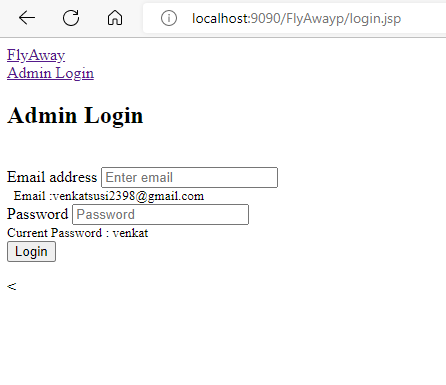 localhost:9090/FlyAwayp/login.jsp
FlyAway
Admin Login
Admin Login
Email address Enter email
Email :venkatsusi2398@gmail.com
Password Password
Current Password : venkat
Login
<